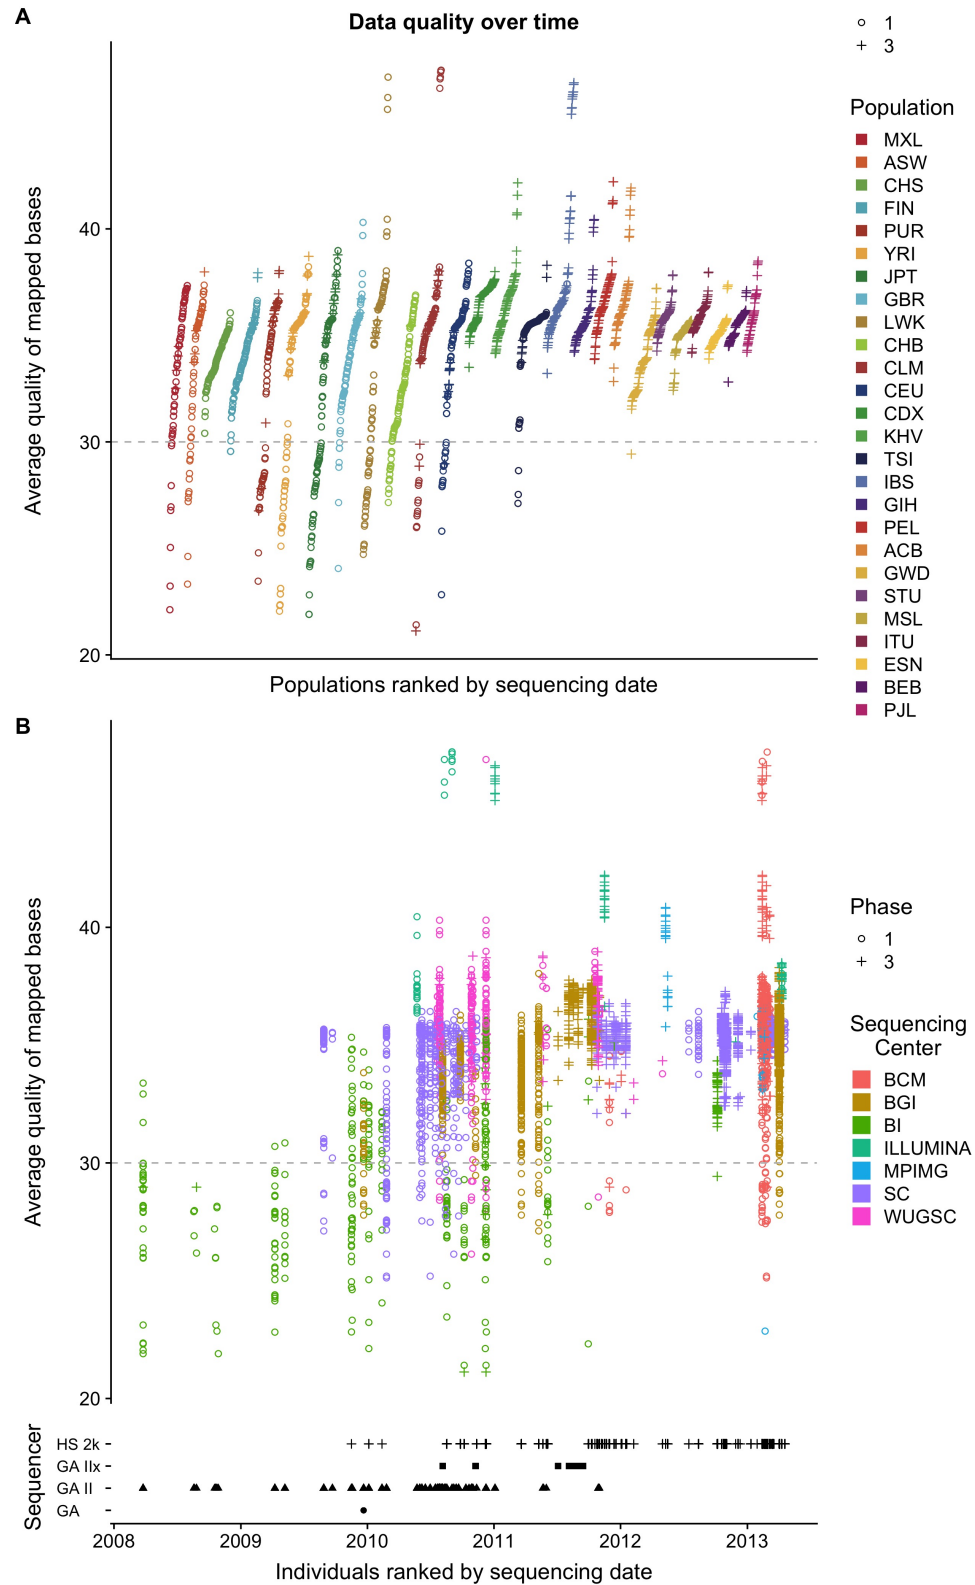 A
Data quality over time
1
3
Average quality of mapped bases
40
30
20
Populations ranked by sequencing date
Population
MXL
ASW
CHS
FIN
PUR
YRI
JPT
GBR
LWK
CHB
CLM
CEU
CDX
KHV
TSI
IBS
GIH
PEL
ACB
GWD
STU
MSL
ITU
ESN
BEB
PJL
B
Average quality of mapped bases
40
30
20
Phase
1
3
Sequencing
Center
BCM
BGI
BI
ILLUMINA
MPIMG
SC
WUGSC
Sequencer
HS 2k
GA IIx
GA II
GA
2008 2009 2010 2011 2012 2013
Individuals ranked by sequencing date